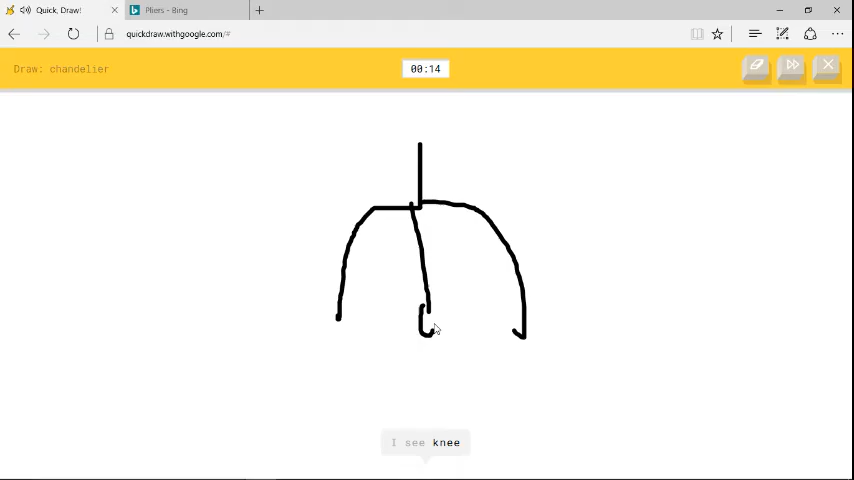 Quick, Draw!
Pliers - Bing
quickdraw.withgoogle.com/#
Draw: chandelier
00:14
I see knee